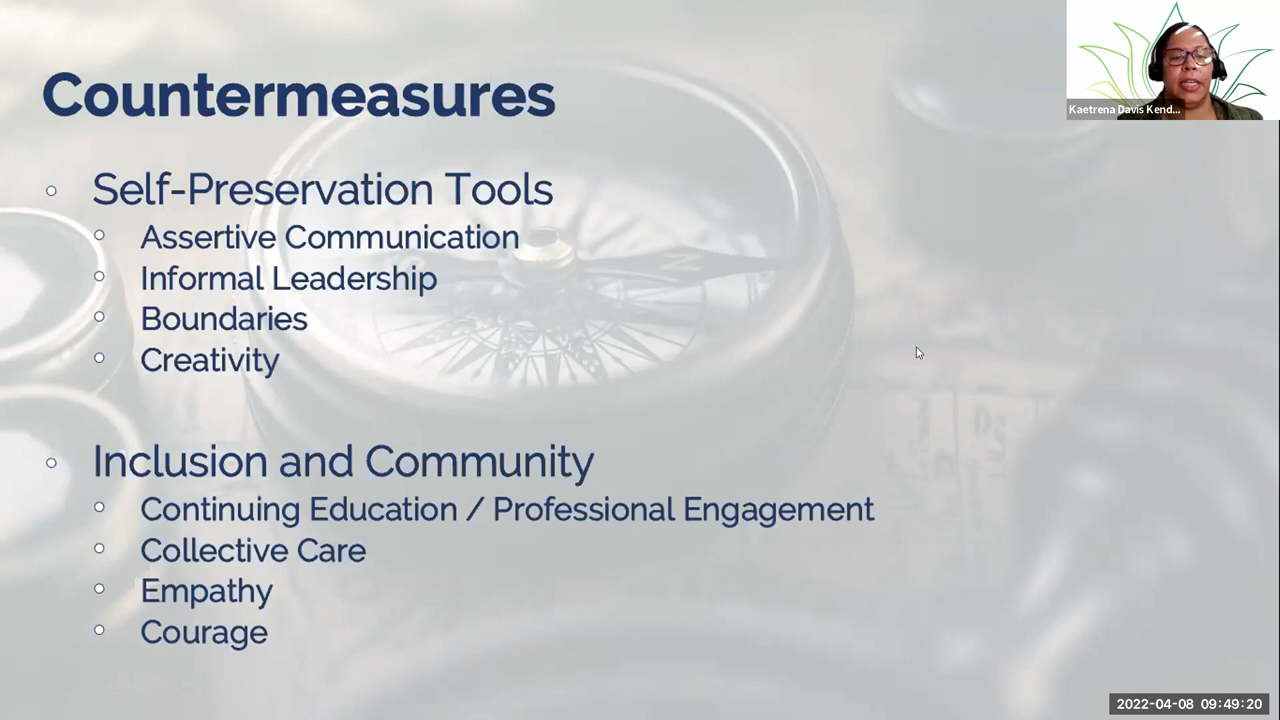 Countermeasures
Self-Preservation Tools
Assertive Communication
Informal Leadership
Boundaries
Creativity
Inclusion and Community
Continuing Education / Professional Engagement
Collective Care
Empathy
Courage
Kaetrena Davis Kend...
N
2022-04-08 09:49:20